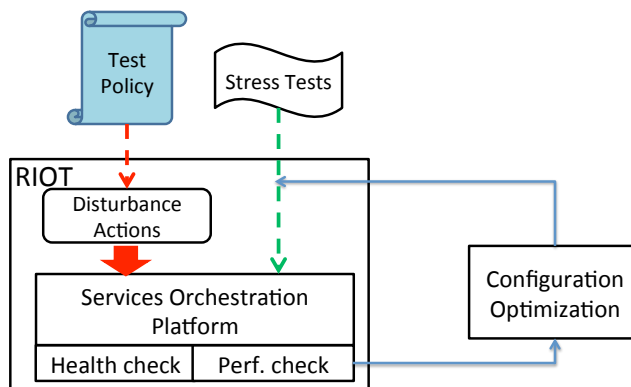 Test
Policy
Stress Tests
RIOT
Disturbance
Actions
Services Orchestration
Platform
Health check
Perf. check
Configuration
Optimization